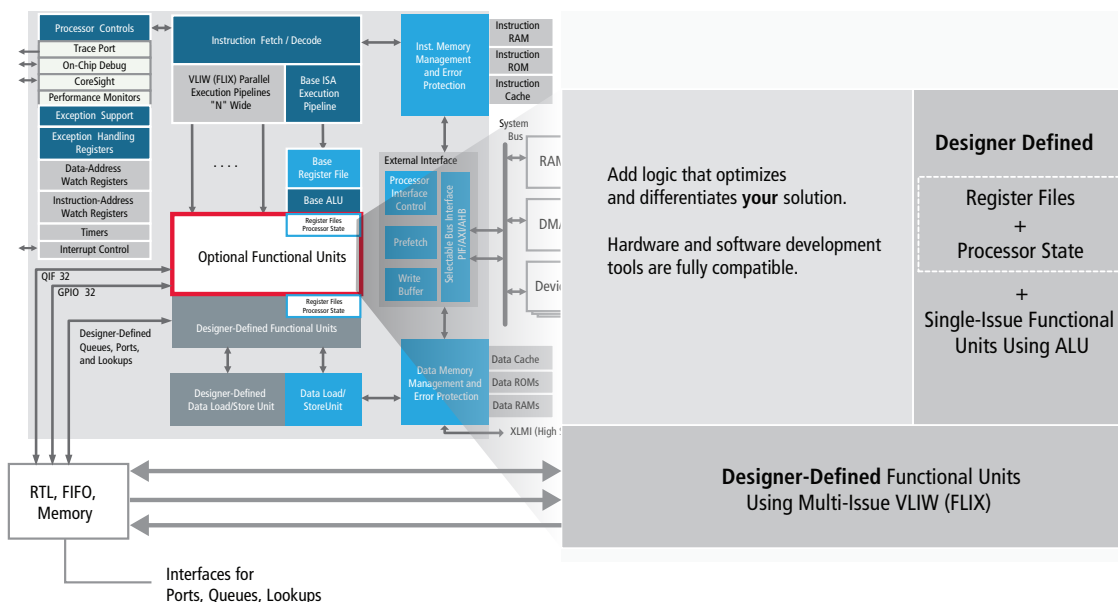 Processor Controls
Trace Port
On-Chip Debug
CoreSight
Performance Monitors
Exception Support
Exception Handling
Registers
Data-Address
Watch Registers
Instruction-Address
Watch Registers
Timers
Interrupt Control
QIF 32
GPIO 32
Designer-Defined
Queues, Ports,
and Lookups
RTL, FIFO,
Memory
Interfaces for
Ports, Queues, Lookups
Instruction Fetch / Decode
VLIW (FLIX) Parallel
Execution Pipelines
"N" Wide
Base ISA
Execution
Pipeline
. . . .
Base
Register File
Base ALU
Register Files
Processor State
Optional Functional Units
Register Files
Processor State
Designer-Defined Functional Units
Designer-Defined
Data Load/Store Unit
Data Load/
StoreUnit
Inst. Memory
Management
and Error
Protection
Instruction
RAM
Instruction
ROM
Instruction
Cache
System
Bus
External Interface
Processor
Interface
Control
Prefetch
Write
Buffer
Selectable Bus Interface
PIF/AXI/AHB
RAM
DMA
Devic
Data Memory
Management and
Error Protection
Data Cache
Data ROMs
Data RAMs
XLMI (High S
Add logic that optimizes
and differentiates your solution.
Hardware and software development
tools are fully compatible.
Designer Defined
Register Files
+
Processor State
+
Single-Issue Functional
Units Using ALU
Designer-Defined Functional Units
Using Multi-Issue VLIW (FLIX)